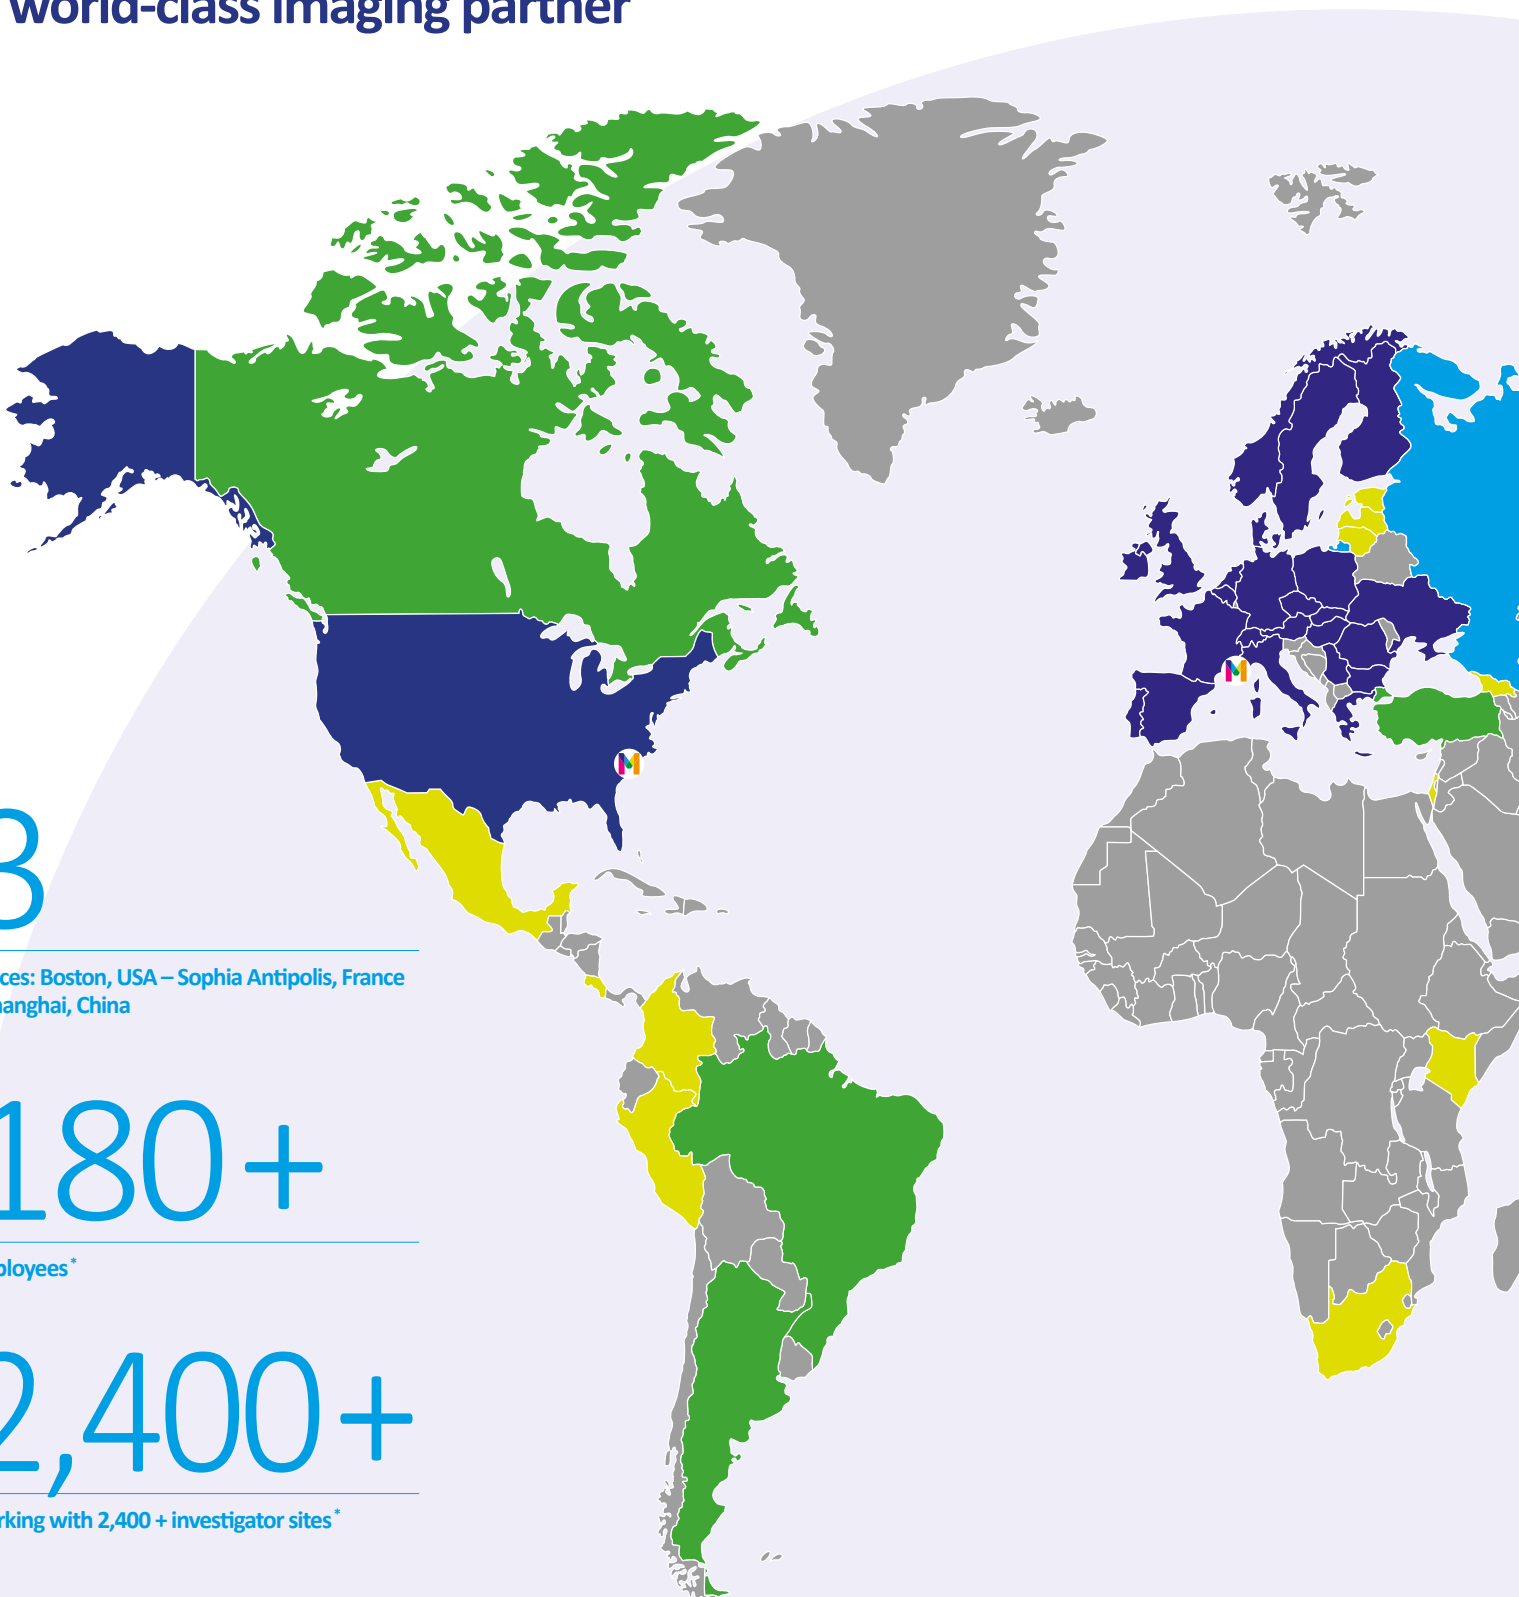 world-class imaging partner
3
ces: Boston, USA – Sophia Antipolis, France
hanghai, China
180+
ployees*
2,400+
rking with 2,400 + investigator sites*